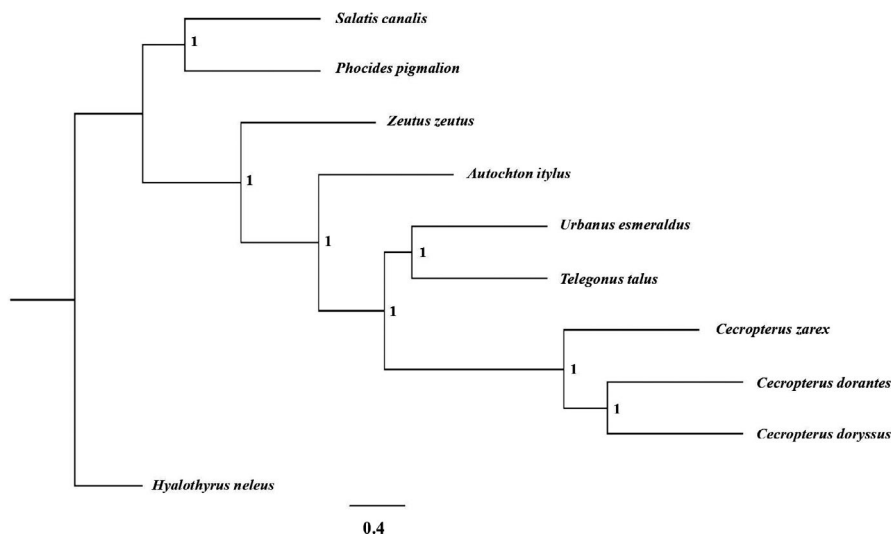 Salatis canalis
1
Phocides pigmalion
Zeutus zeutus
1
Autochton itylus
1
Urbanus esmeraldus
1
Telegonus talus
1
Cecropterus zarex
1
Cecropterus dorantes
1
Cecropterus doryssus
Hyalothyrus neleus
0.4